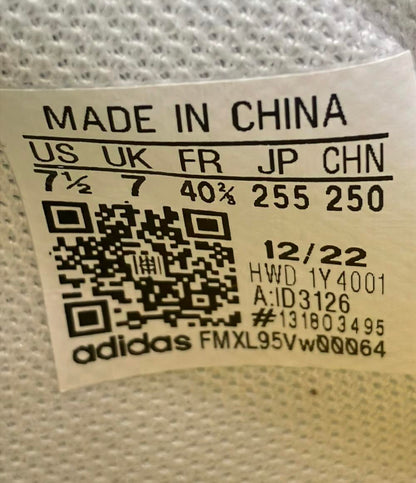 MADE IN CHINA
US UK FR JP CHN
7½ 7 40⅔ 255 250
12/22
HWD 1Y4001
A:ID3126
#131803495
adidas FMXL95Vw00064